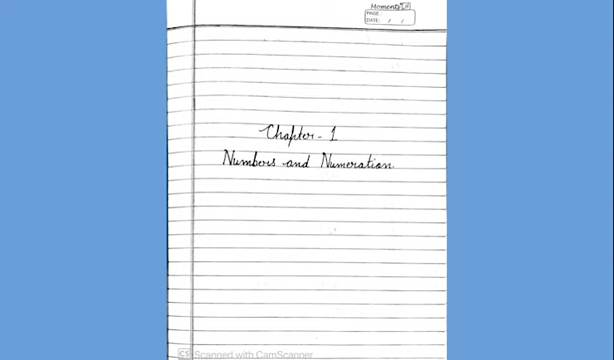 Moments
PAGE:
DATE: / /
Chapter - 1
Numbers and Numeration
CS Scanned with CamScanner